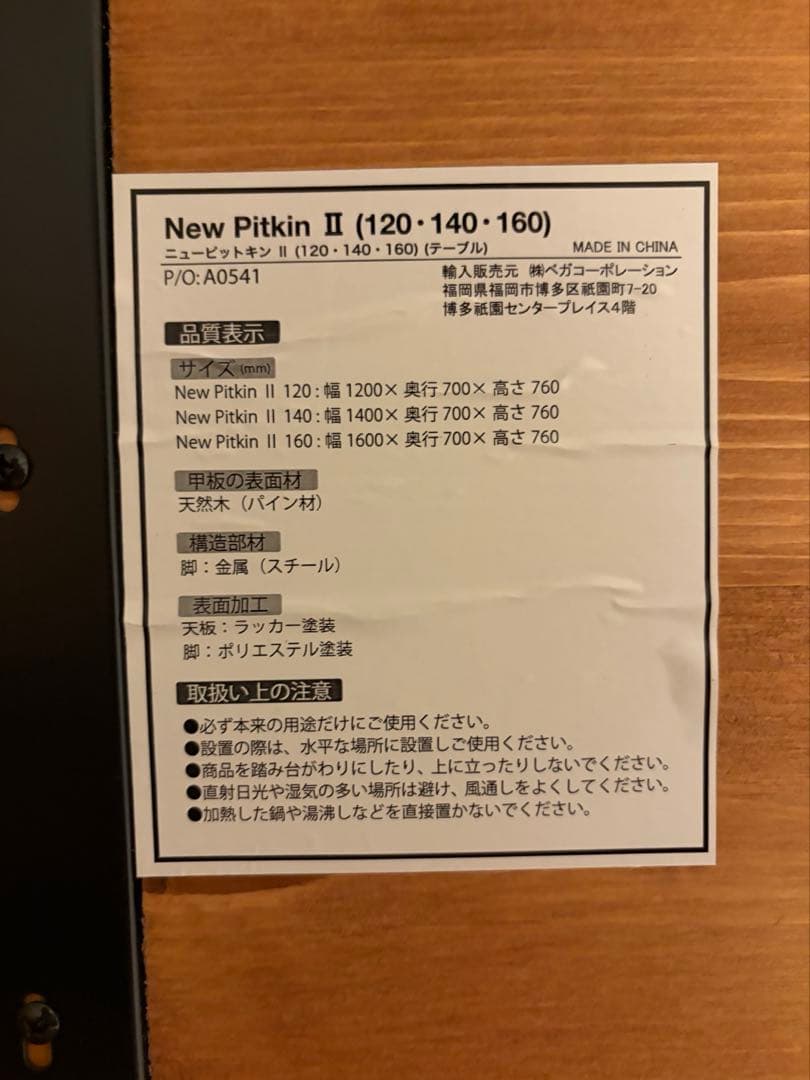 New Pitkin Ⅱ (120・140・160)
ニューピットキン Ⅱ (120・140・160) (テーブル)
MADE IN CHINA
P/O: A0541
輸入販売元 ㈱ベガコーポレーション
福岡県福岡市博多区祇園町7-20
博多祇園センタープレイス4階
品質表示
サイズ(mm)
New Pitkin Ⅱ 120 : 幅 1200× 奥行 700× 高さ 760
New Pitkin Ⅱ 140 : 幅 1400× 奥行 700× 高さ 760
New Pitkin Ⅱ 160 : 幅 1600× 奥行 700× 高さ 760
甲板の表面材
天然木（パイン材）
構造部材
脚：金属（スチール）
表面加工
天板：ラッカー塗装
脚：ポリエステル塗装
取扱い上の注意
●必ず本来の用途だけにご使用ください。
●設置の際は、水平な場所に設置しご使用ください。
●商品を踏み台がわりにしたり、上に立ったりしないでください。
●直射日光や湿気の多い場所は避け、風通しをよくしてください。
●加熱した鍋や湯沸しなどを直接置かないでください。